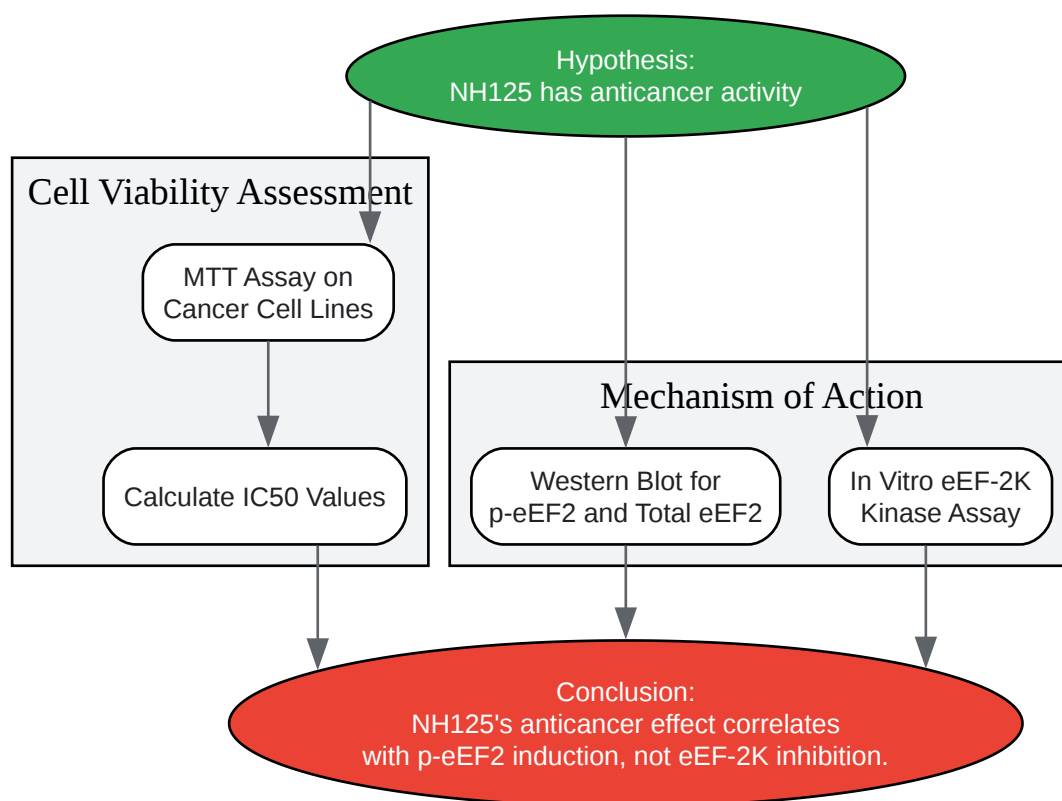 Hypothesis:
NH125 has anticancer activity
Cell Viability Assessment
MTT Assay on
Cancer Cell Lines
Calculate IC50 Values
Mechanism of Action
Western Blot for
p-eEF2 and Total eEF2
In Vitro eEF-2K
Kinase Assay
Conclusion:
NH125's anticancer effect correlates
with p-eEF2 induction, not eEF-2K inhibition.